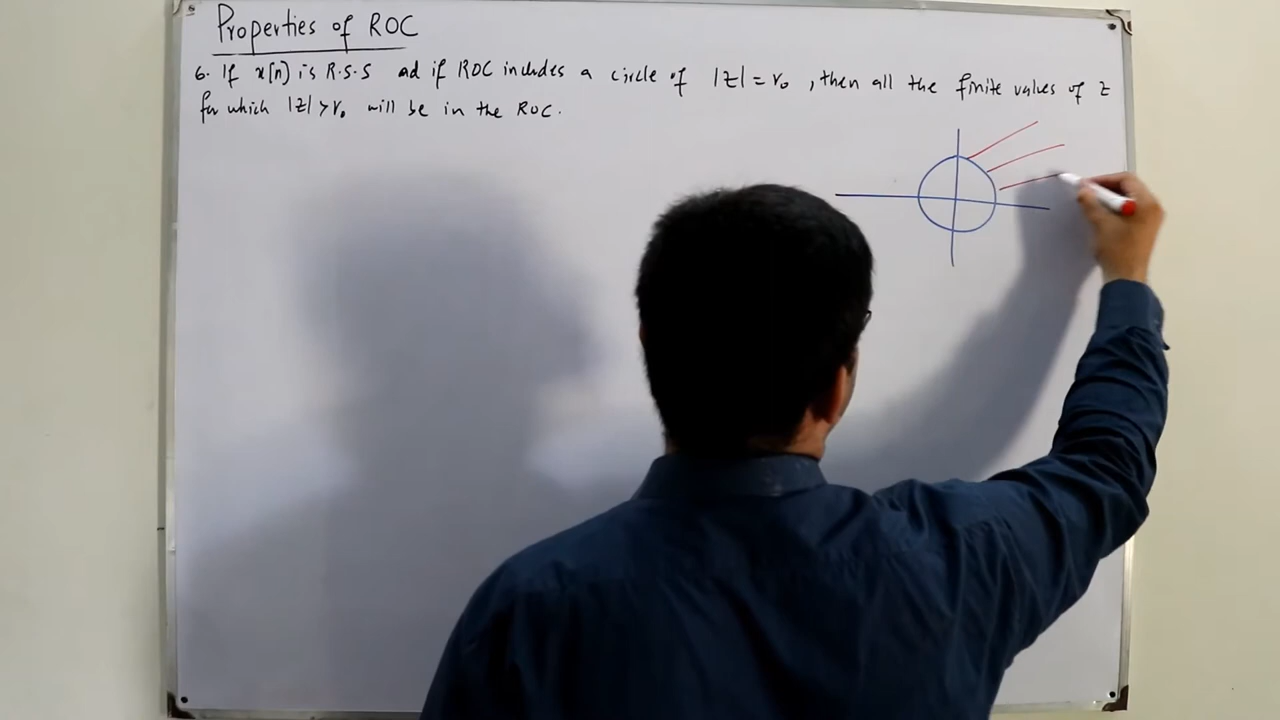 Properties of ROC
6. If x[n] is R.S.S ad if ROC includes a circle of |z| = r₀, then all the finite values of z
for which |z| > r₀ will be in the ROC.